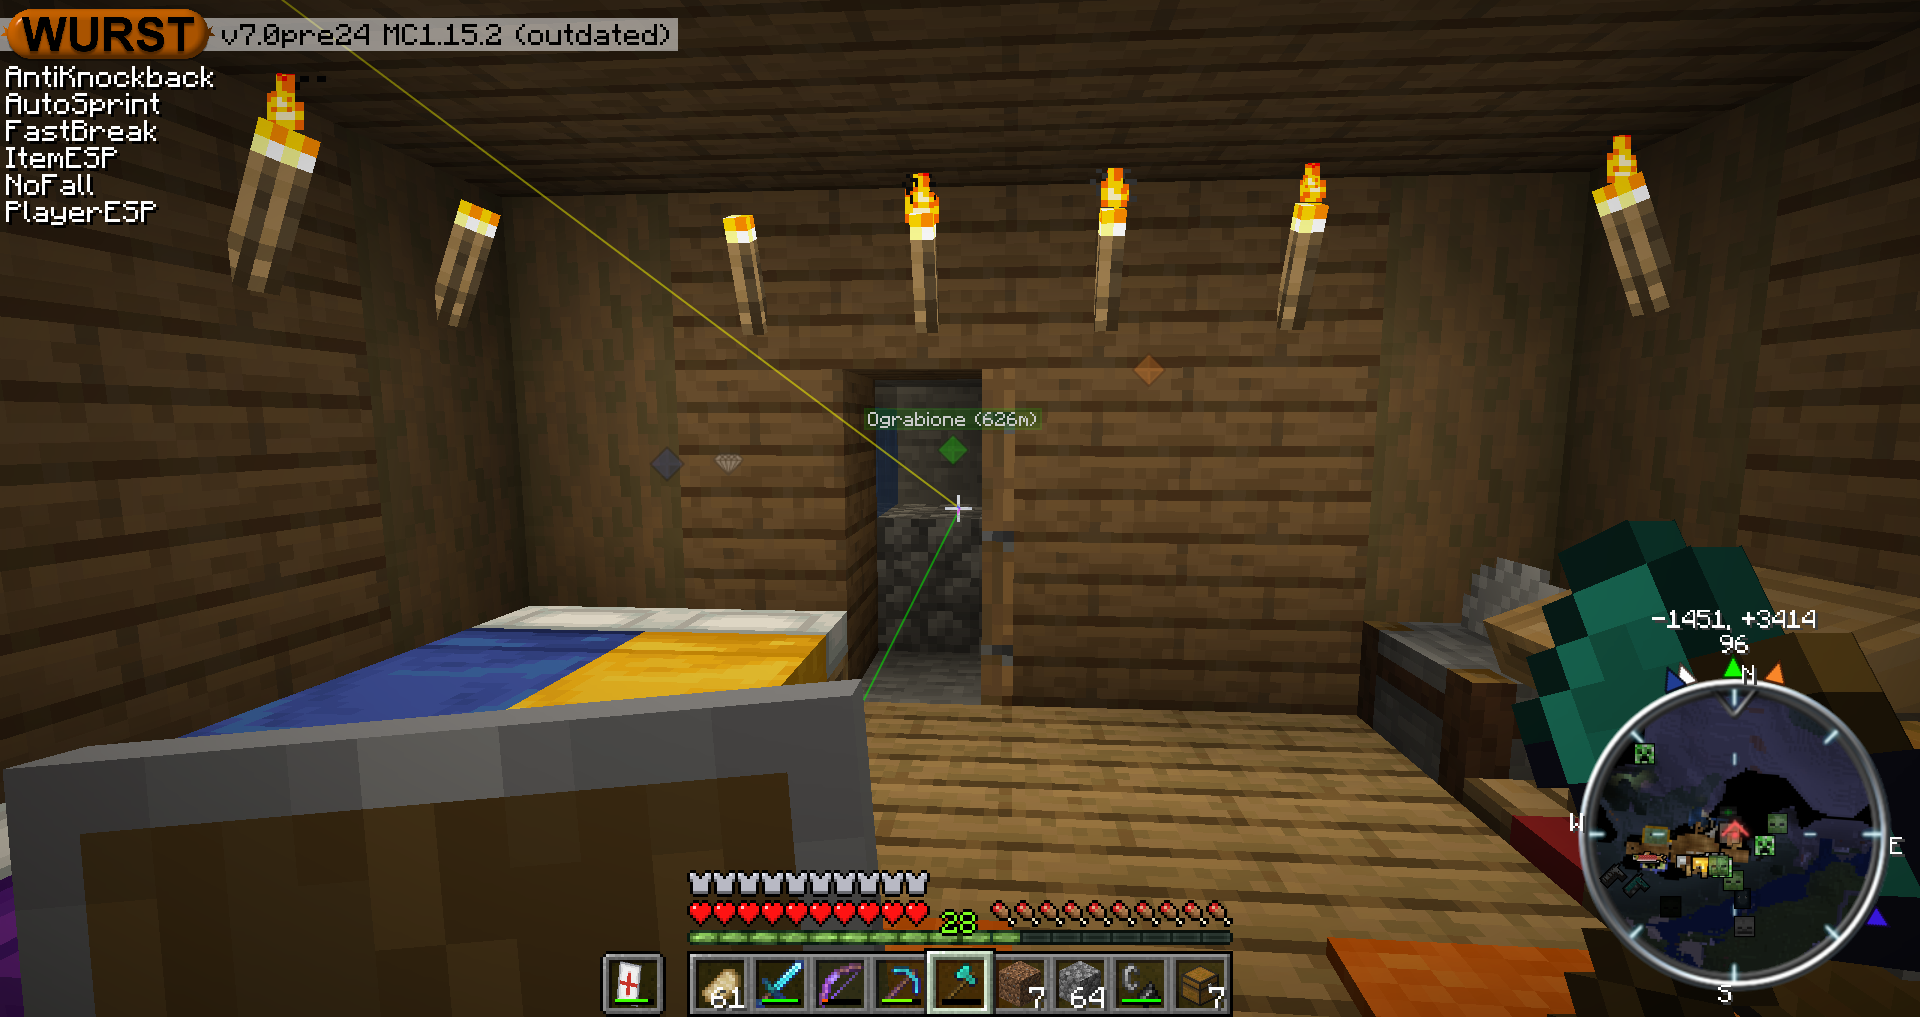 WURST v7.0pre24 MC1.15.2 (outdated)
AntiKnockback
AutoSprint
FastBreak
ItemESP
NoFall
PlayerESP
Ograbione (626m)
-1451, +3414
96
N
W
E
S
28
61
7
64
7